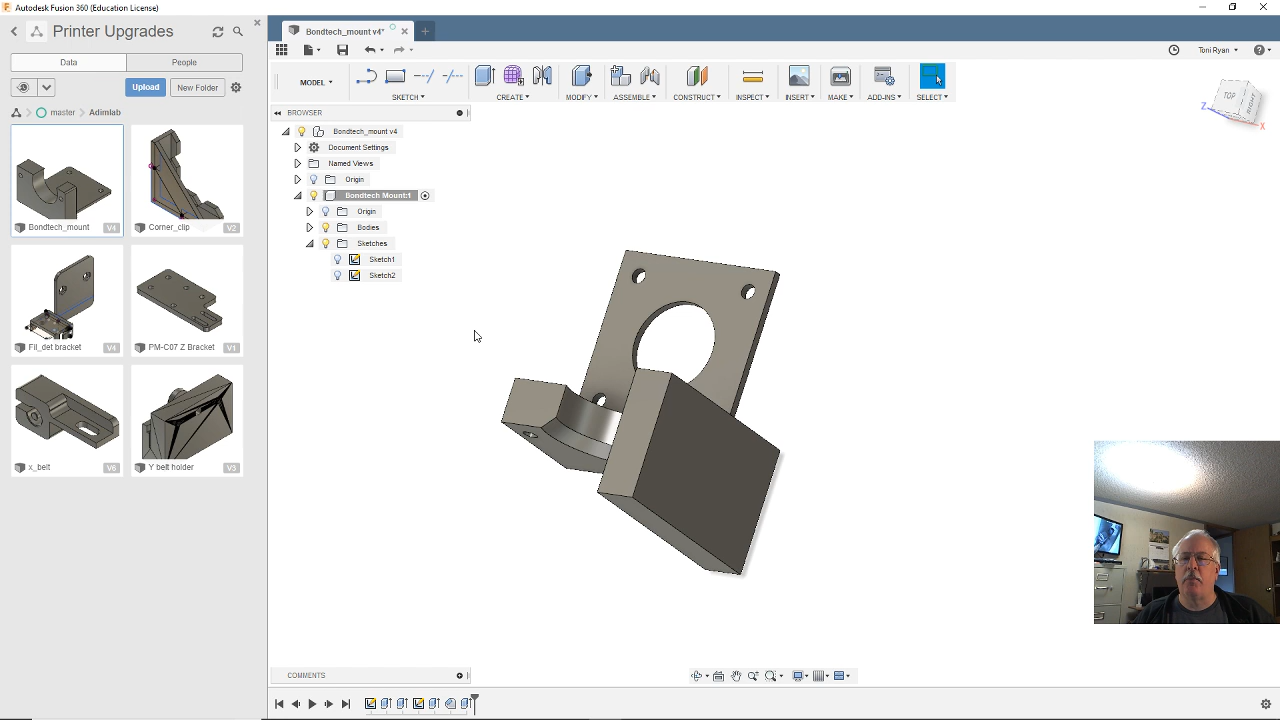 Autodesk Fusion 360 (Education License)
Printer Upgrades
Data
People
Upload
New Folder
master
Adimlab
Bondtech_mount
V4
Corner_clip
V2
Fil_det bracket
V4
PM-C07 Z Bracket
V1
x_belt
V6
Y belt holder
V3
Bondtech_mount v4*
Toni Ryan
MODEL
SKETCH
CREATE
MODIFY
ASSEMBLE
CONSTRUCT
INSPECT
INSERT
MAKE
ADD-INS
SELECT
BROWSER
Bondtech_mount v4
Document Settings
Named Views
Origin
Bondtech Mount:1
Origin
Bodies
Sketches
Sketch1
Sketch2
TOP
Z
X
COMMENTS